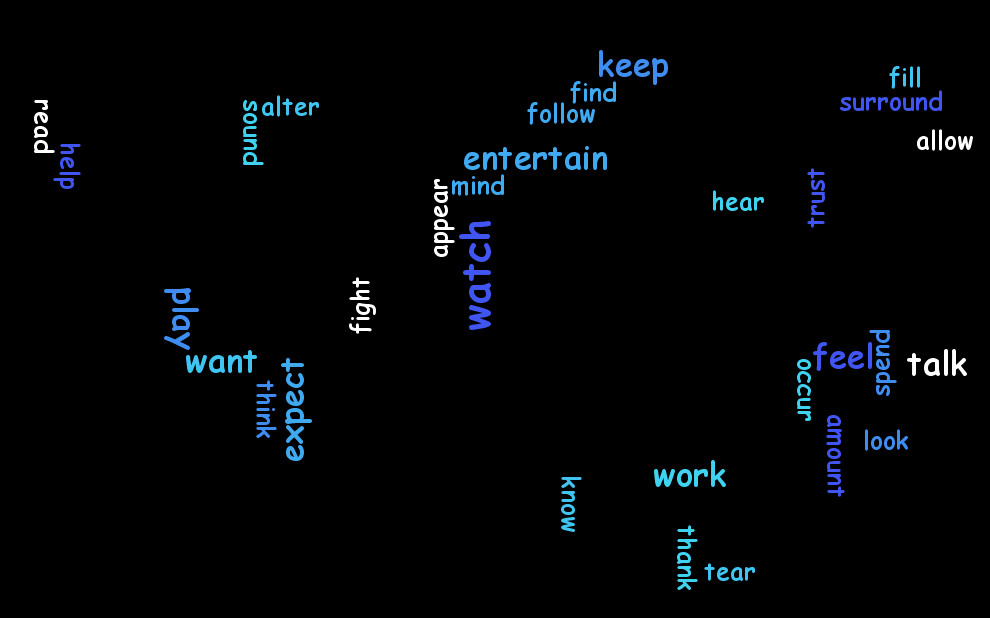 keep
fill
find
surround
read
sound
alter
follow
allow
help
entertain
mind
trust
appear
hear
watch
play
fight
want
feel
spend
talk
expect
occur
think
amount
look
work
know
thank
tear